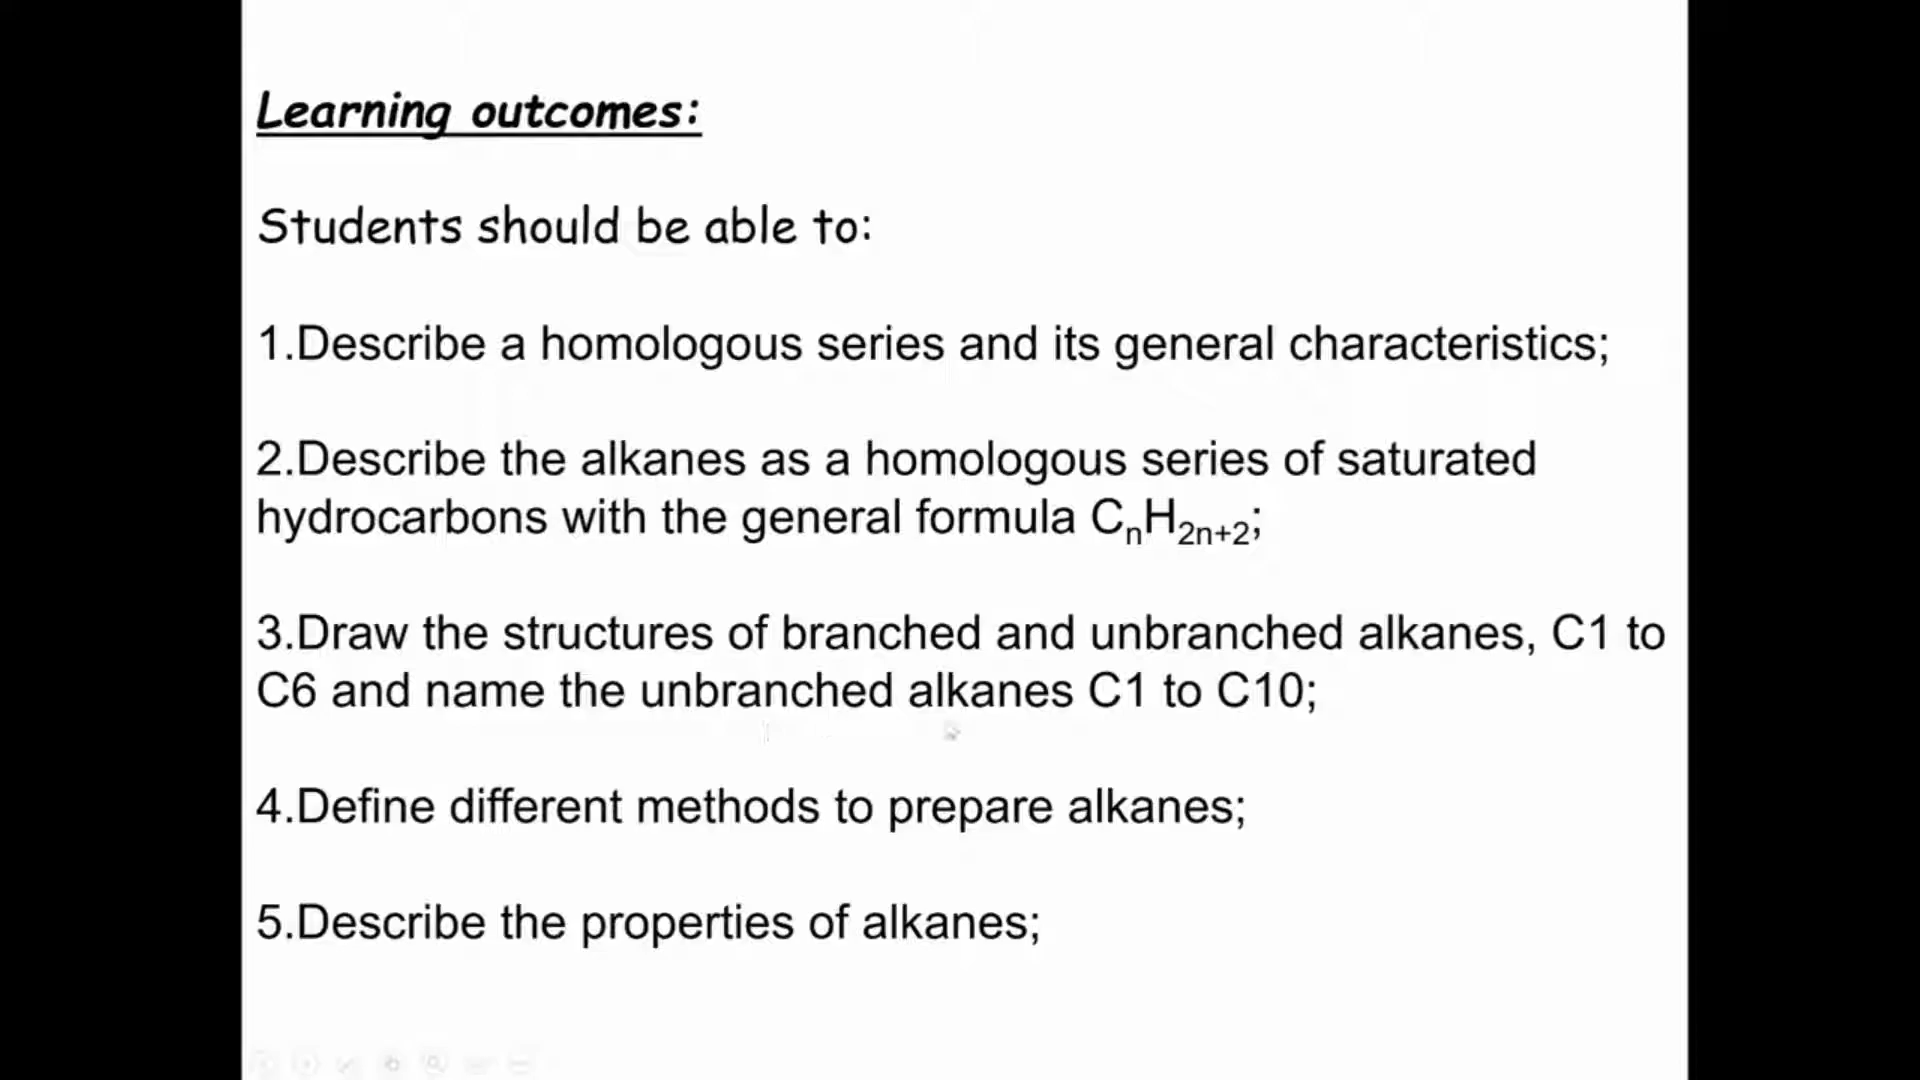 Learning outcomes:
Students should be able to:
1.Describe a homologous series and its general characteristics;
2.Describe the alkanes as a homologous series of saturated
hydrocarbons with the general formula CₙH₂ₙ₊₂;
3.Draw the structures of branched and unbranched alkanes, C1 to
C6 and name the unbranched alkanes C1 to C10;
4.Define different methods to prepare alkanes;
5.Describe the properties of alkanes;